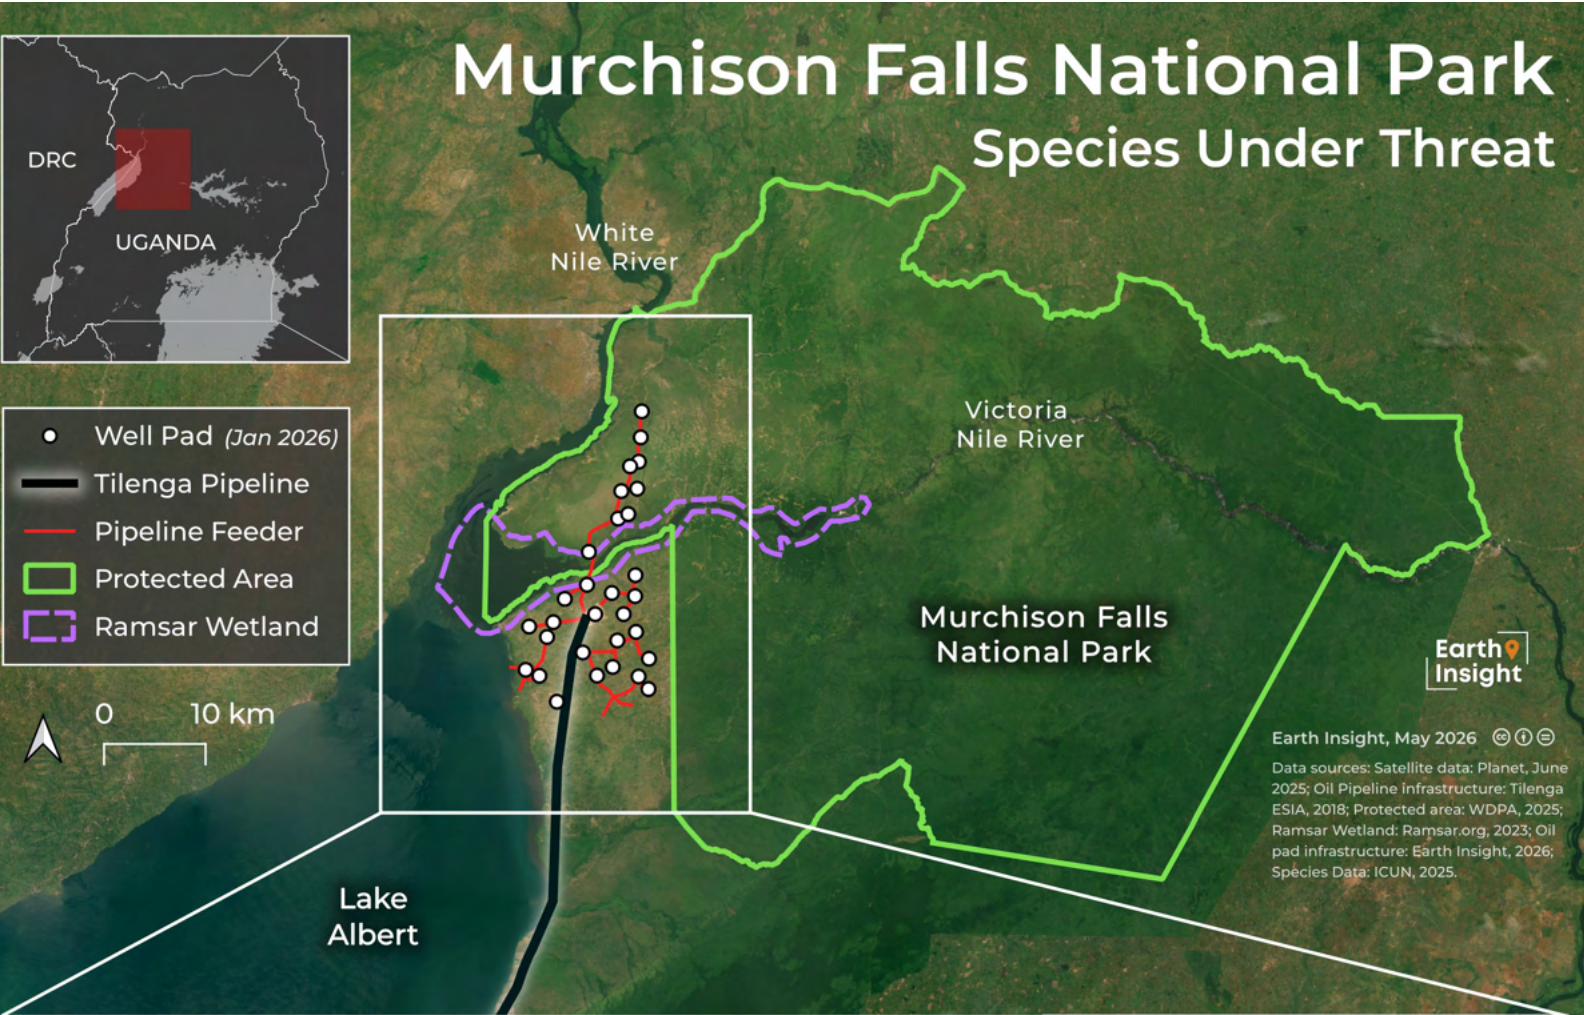 Murchison Falls National Park
Species Under Threat
DRC
UGANDA
White
Nile River
Well Pad (Jan 2026)
Tilenga Pipeline
Pipeline Feeder
Protected Area
Ramsar Wetland
Victoria
Nile River
Murchison Falls
National Park
Earth
Insight
0 10 km
Earth Insight, May 2026
Data sources: Satellite data: Planet, June
2025; Oil Pipeline infrastructure: Tilenga
ESIA, 2018; Protected area: WDPA, 2025;
Ramsar Wetland: Ramsar.org, 2023; Oil
pad infrastructure: Earth Insight, 2026;
Species Data: ICUN, 2025.
Lake
Albert